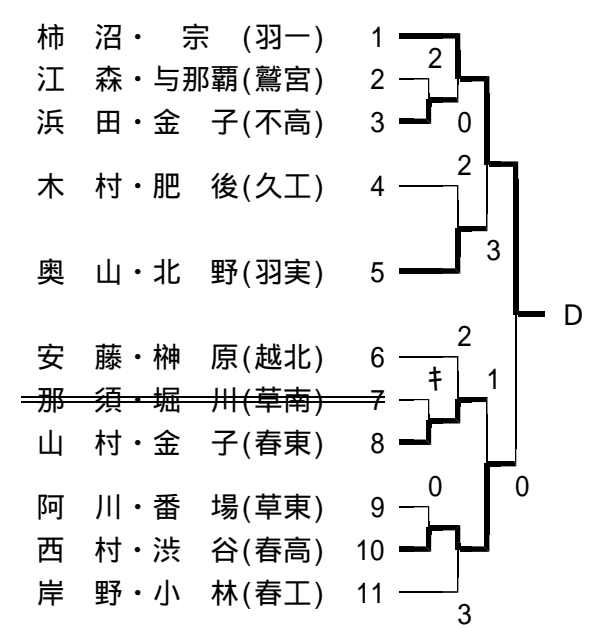 柿　沼・　宗　(羽一)　1
2
江　森・与那覇(鷲宮)　2
浜　田・金　子(不高)　3
0
2
木　村・肥　後(久工)　4
3
奥　山・北　野(羽実)　5
D
2
安　藤・榊　原(越北)　6
キ
1
那　須・堀　川(草南)　7
山　村・金　子(春東)　8
0
0
阿　川・番　場(草東)　9
西　村・渋　谷(春高)　10
岸　野・小　林(春工)　11
3